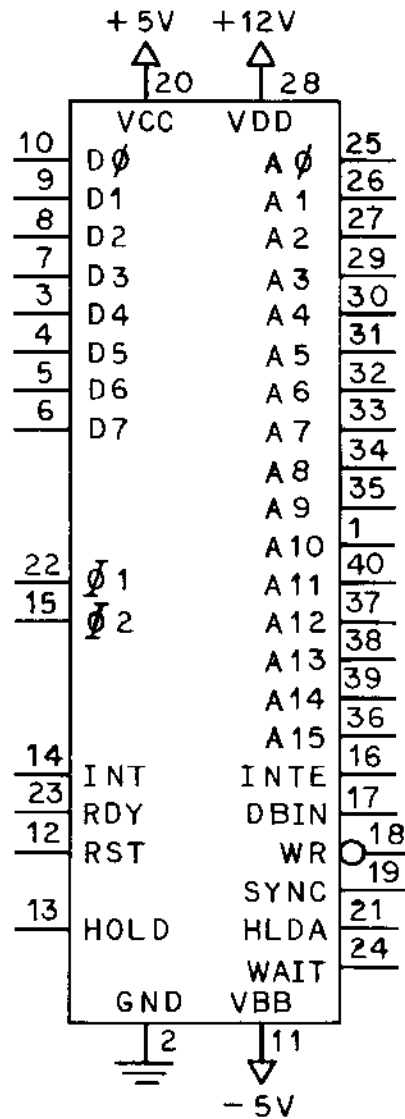 +5V +12V
20 28
VCC VDD
10 DØ AØ 25
9 D1 A1 26
8 D2 A2 27
7 D3 A3 29
3 D4 A4 30
4 D5 A5 31
5 D6 A6 32
6 D7 A7 33
A8 34
A9 35
A10 1
22 Φ1 A11 40
15 Φ2 A12 37
A13 38
A14 39
A15 36
14 INT INTE 16
23 RDY DBIN 17
12 RST WR 18
SYNC 19
13 HOLD HLDA 21
WAIT 24
GND VBB
2 11
-5V